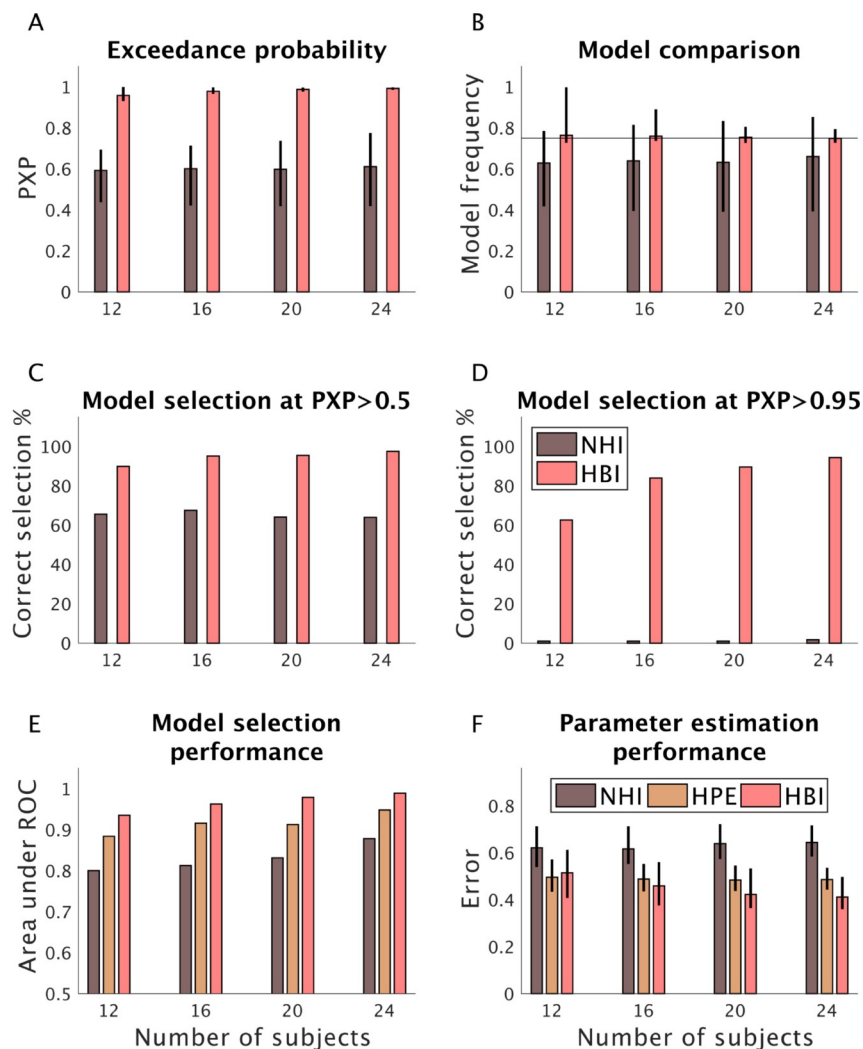 A
Exceedance probability
PXP
1
0.8
0.6
0.4
0.2
0
12 16 20 24
B
Model comparison
Model frequency
1
0.8
0.6
0.4
0.2
0
12 16 20 24
C
Model selection at PXP>0.5
Correct selection %
100
80
60
40
20
0
12 16 20 24
D
Model selection at PXP>0.95
Correct selection %
100
80
60
40
20
0
NHI
HBI
12 16 20 24
E
Model selection
performance
Area under ROC
1
0.9
0.8
0.7
0.6
0.5
12 16 20 24
Number of subjects
F
Parameter estimation
performance
Error
0.8
0.6
0.4
0.2
0
NHI HPE HBI
12 16 20 24
Number of subjects